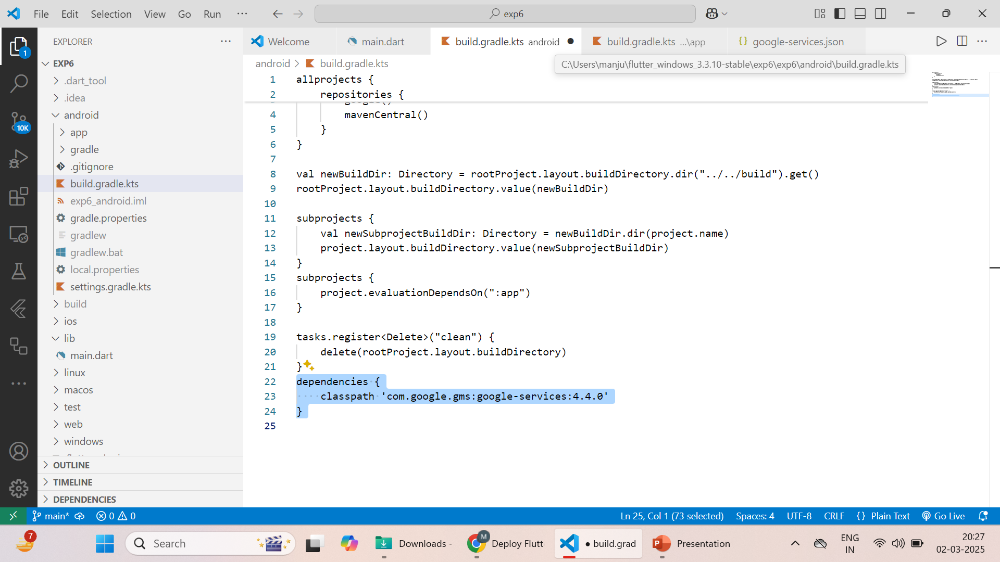 File Edit Selection View Go Run ···
exp6
EXPLORER
Welcome
main.dart
build.gradle.kts android
build.gradle.kts ...\app
google-services.json
1
EXP6
.dart_tool
.idea
android
app
gradle
.gitignore
build.gradle.kts
exp6_android.iml
gradle.properties
gradlew
gradlew.bat
local.properties
settings.gradle.kts
build
ios
lib
main.dart
linux
macos
test
web
windows
OUTLINE
TIMELINE
DEPENDENCIES
10K
android > build.gradle.kts
C:\Users\manju\flutter_windows_3.3.10-stable\exp6\exp6\android\build.gradle.kts
1 allprojects {
2 repositories {
google()
4 mavenCentral()
5 }
6 }
7
8 val newBuildDir: Directory = rootProject.layout.buildDirectory.dir("../../build").get()
9 rootProject.layout.buildDirectory.value(newBuildDir)
10
11 subprojects {
12 val newSubprojectBuildDir: Directory = newBuildDir.dir(project.name)
13 project.layout.buildDirectory.value(newSubprojectBuildDir)
14 }
15 subprojects {
16 project.evaluationDependsOn(":app")
17 }
18
19 tasks.register<Delete>("clean") {
20 delete(rootProject.layout.buildDirectory)
21 }
22 dependencies {
23 classpath 'com.google.gms:google-services:4.4.0'
24 }
25
main* 0 0 Ln 25, Col 1 (73 selected) Spaces: 4 UTF-8 CRLF {} Plain Text Go Live
7
Search
Downloads -
M
Deploy Flutt
● build.grad
Presentation
ENG
IN
20:27
02-03-2025